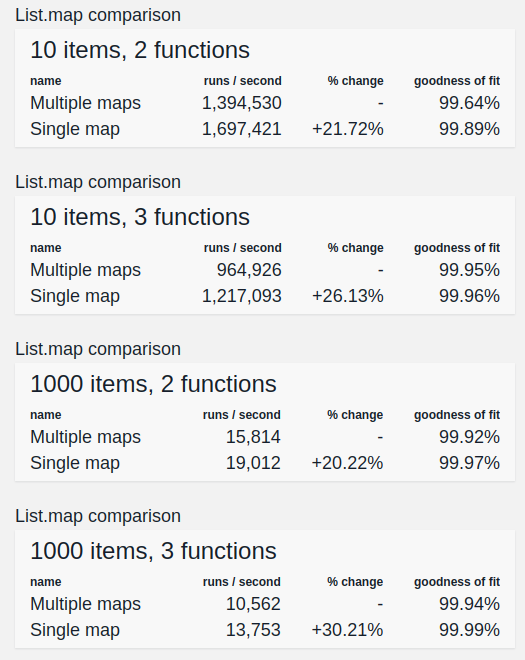 List.map comparison
10 items, 2 functions
name runs / second % change goodness of fit
Multiple maps 1,394,530 - 99.64%
Single map 1,697,421 +21.72% 99.89%
List.map comparison
10 items, 3 functions
name runs / second % change goodness of fit
Multiple maps 964,926 - 99.95%
Single map 1,217,093 +26.13% 99.96%
List.map comparison
1000 items, 2 functions
name runs / second % change goodness of fit
Multiple maps 15,814 - 99.92%
Single map 19,012 +20.22% 99.97%
List.map comparison
1000 items, 3 functions
name runs / second % change goodness of fit
Multiple maps 10,562 - 99.94%
Single map 13,753 +30.21% 99.99%